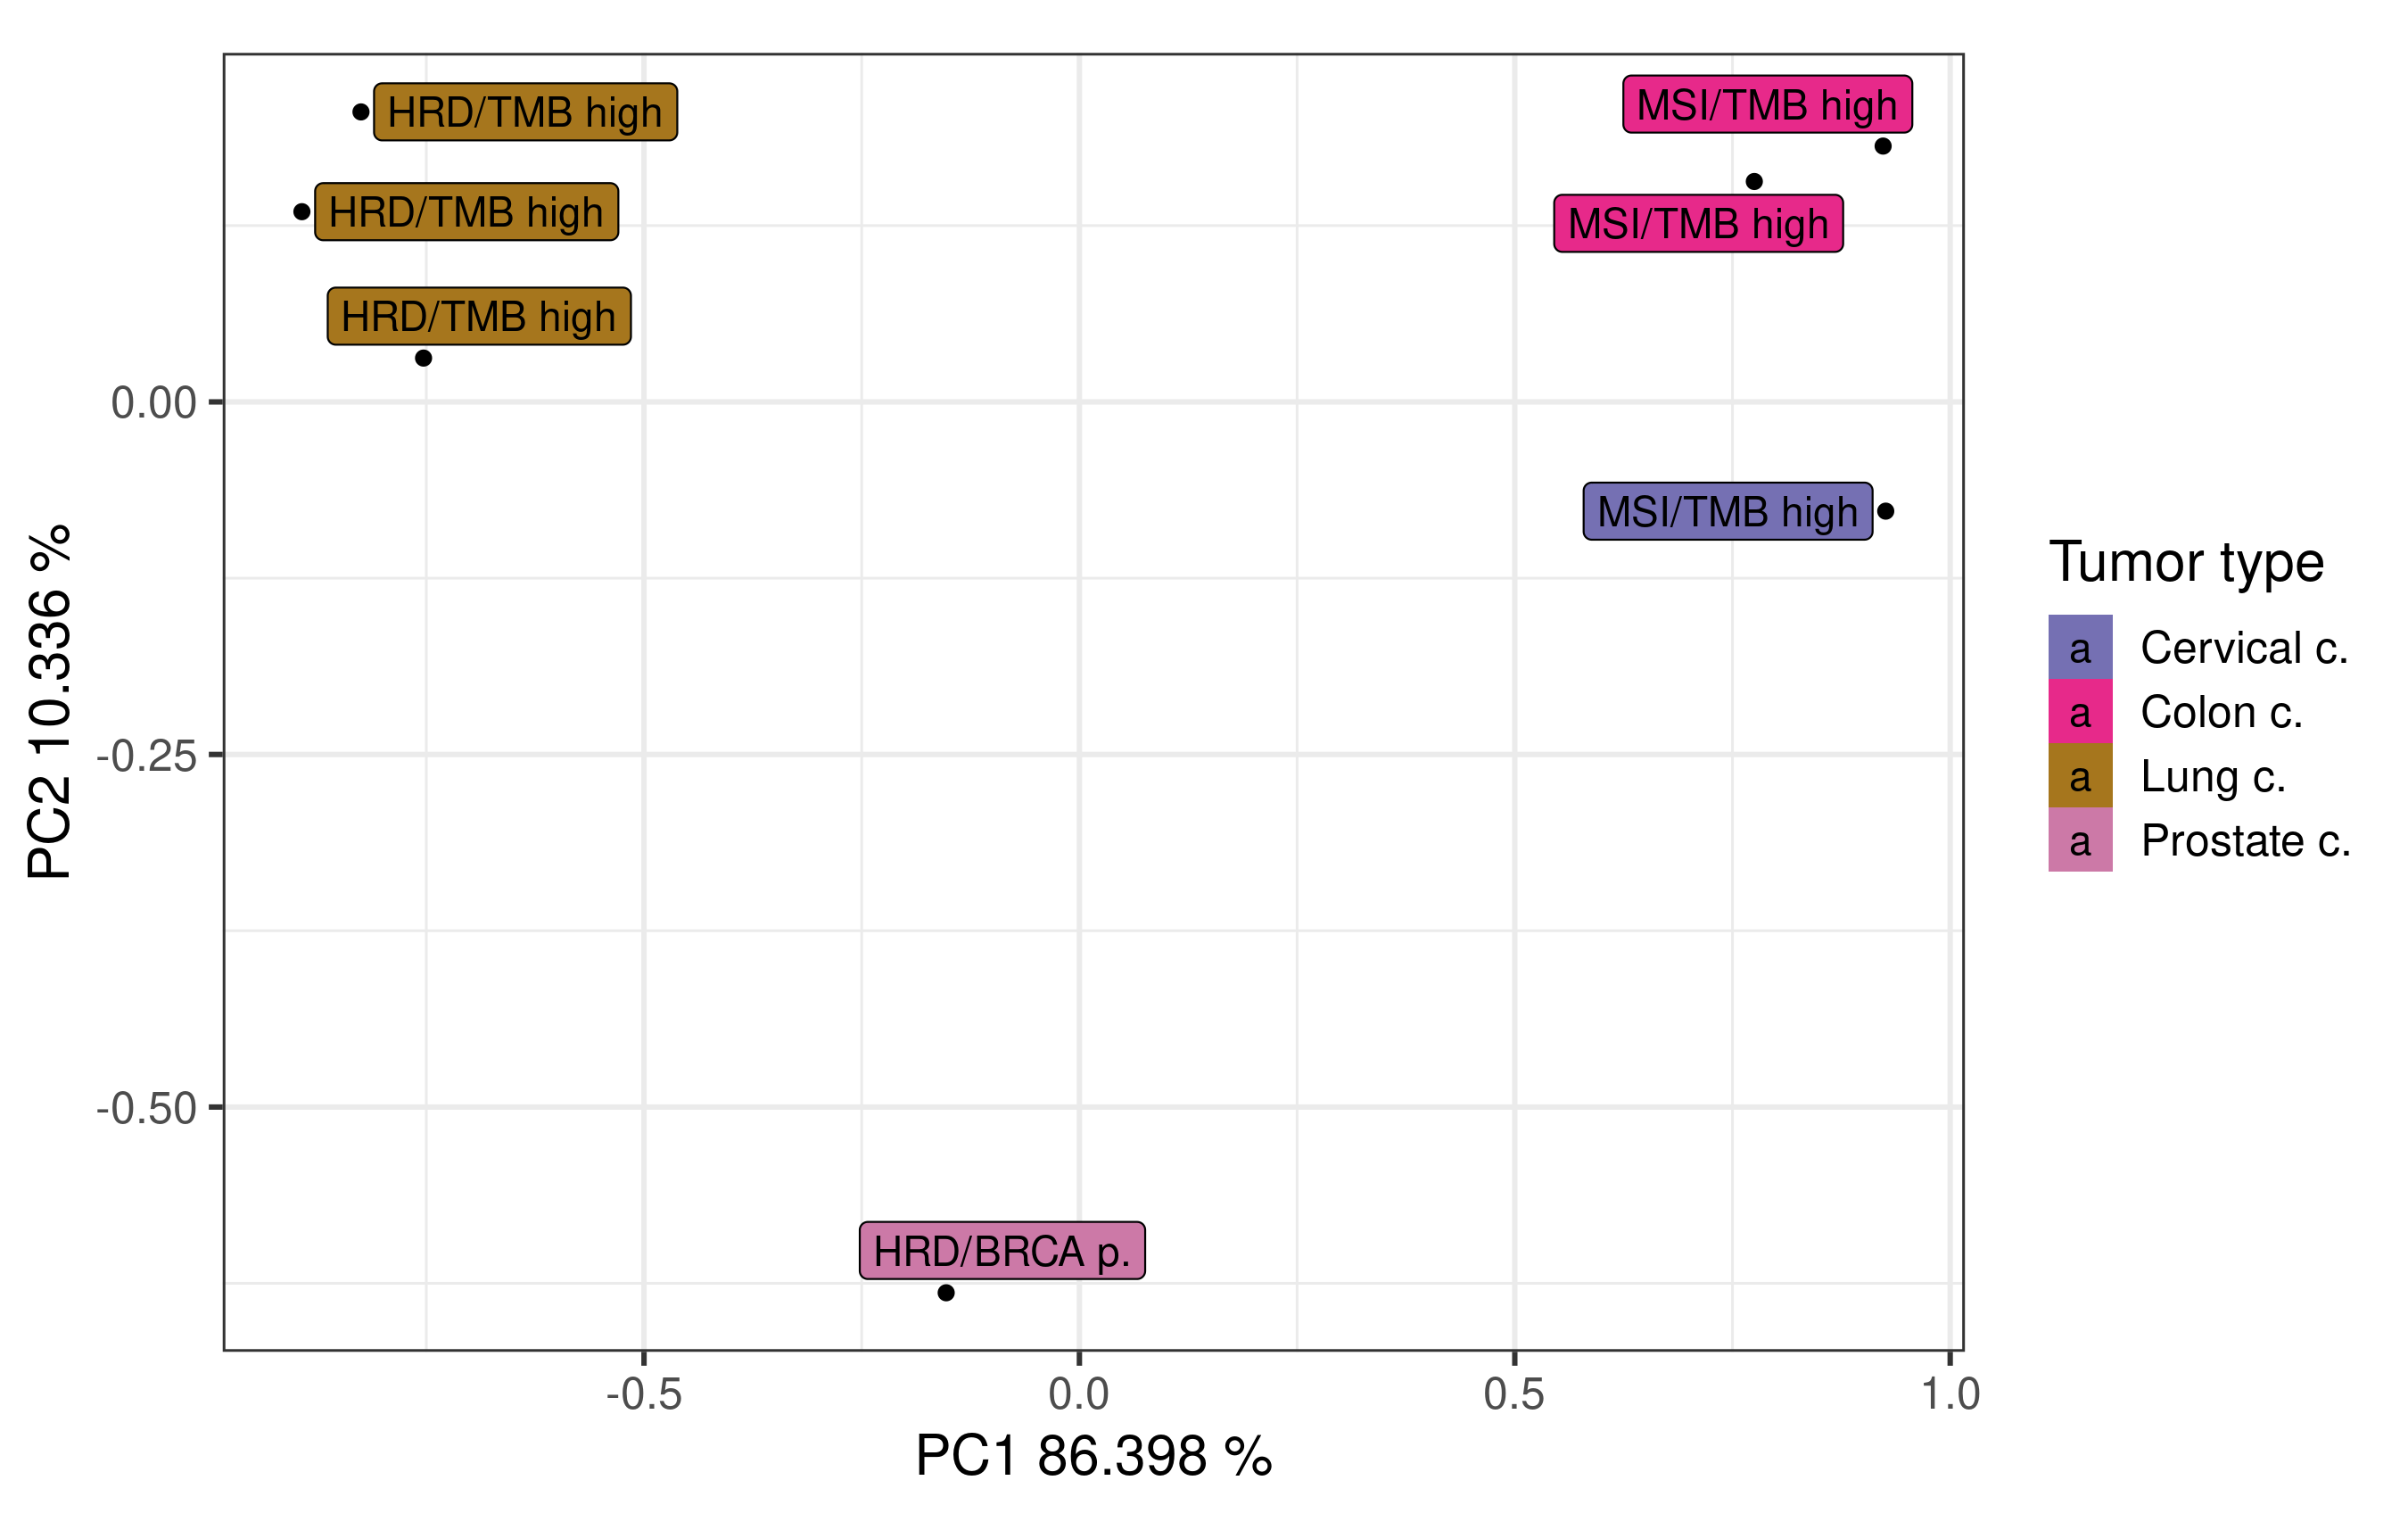 HRD/TMB high
MSI/TMB high
HRD/TMB high
MSI/TMB high
HRD/TMB high
MSI/TMB high
HRD/BRCA p.
0.00
-0.25
-0.50
-0.5
0.0
0.5
1.0
PC1 86.398 %
PC2 10.336 %
Tumor type
a Cervical c.
a Colon c.
a Lung c.
a Prostate c.